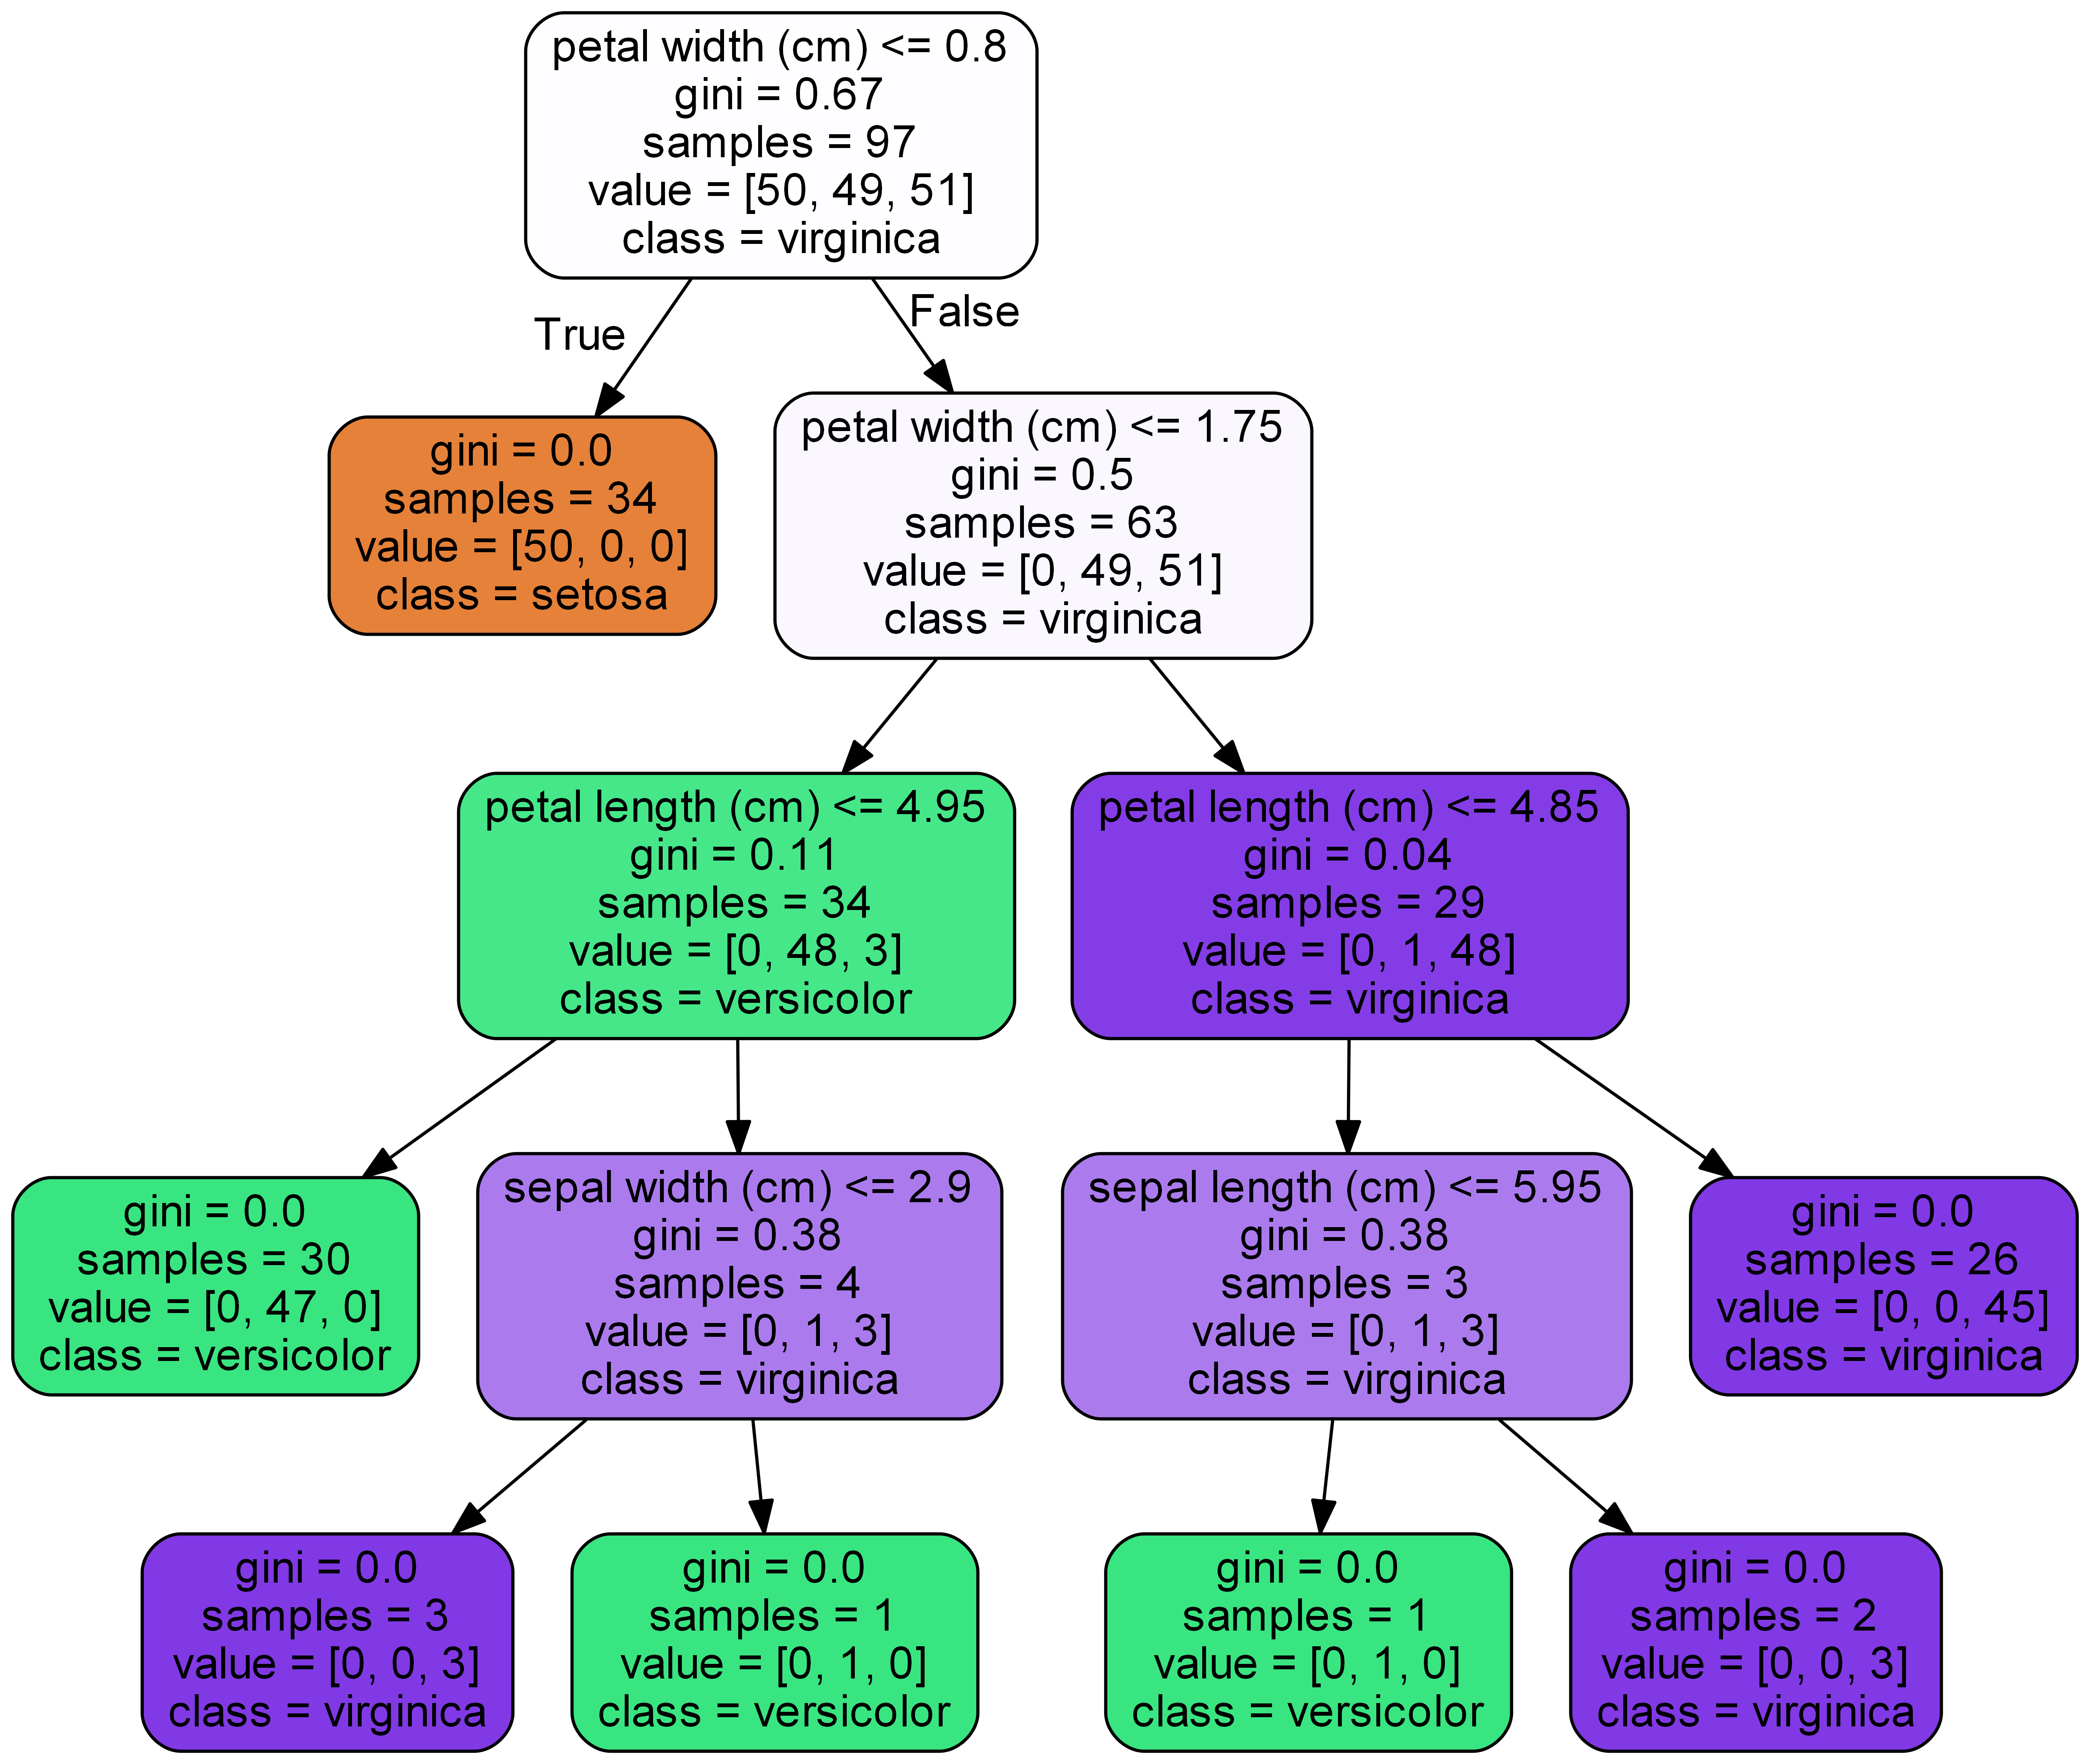 petal width (cm) <= 0.8
gini = 0.67
samples = 97
value = [50, 49, 51]
class = virginica
True
False
gini = 0.0
samples = 34
value = [50, 0, 0]
class = setosa
petal width (cm) <= 1.75
gini = 0.5
samples = 63
value = [0, 49, 51]
class = virginica
petal length (cm) <= 4.95
gini = 0.11
samples = 34
value = [0, 48, 3]
class = versicolor
petal length (cm) <= 4.85
gini = 0.04
samples = 29
value = [0, 1, 48]
class = virginica
gini = 0.0
samples = 30
value = [0, 47, 0]
class = versicolor
sepal width (cm) <= 2.9
gini = 0.38
samples = 4
value = [0, 1, 3]
class = virginica
sepal length (cm) <= 5.95
gini = 0.38
samples = 3
value = [0, 1, 3]
class = virginica
gini = 0.0
samples = 26
value = [0, 0, 45]
class = virginica
gini = 0.0
samples = 3
value = [0, 0, 3]
class = virginica
gini = 0.0
samples = 1
value = [0, 1, 0]
class = versicolor
gini = 0.0
samples = 1
value = [0, 1, 0]
class = versicolor
gini = 0.0
samples = 2
value = [0, 0, 3]
class = virginica